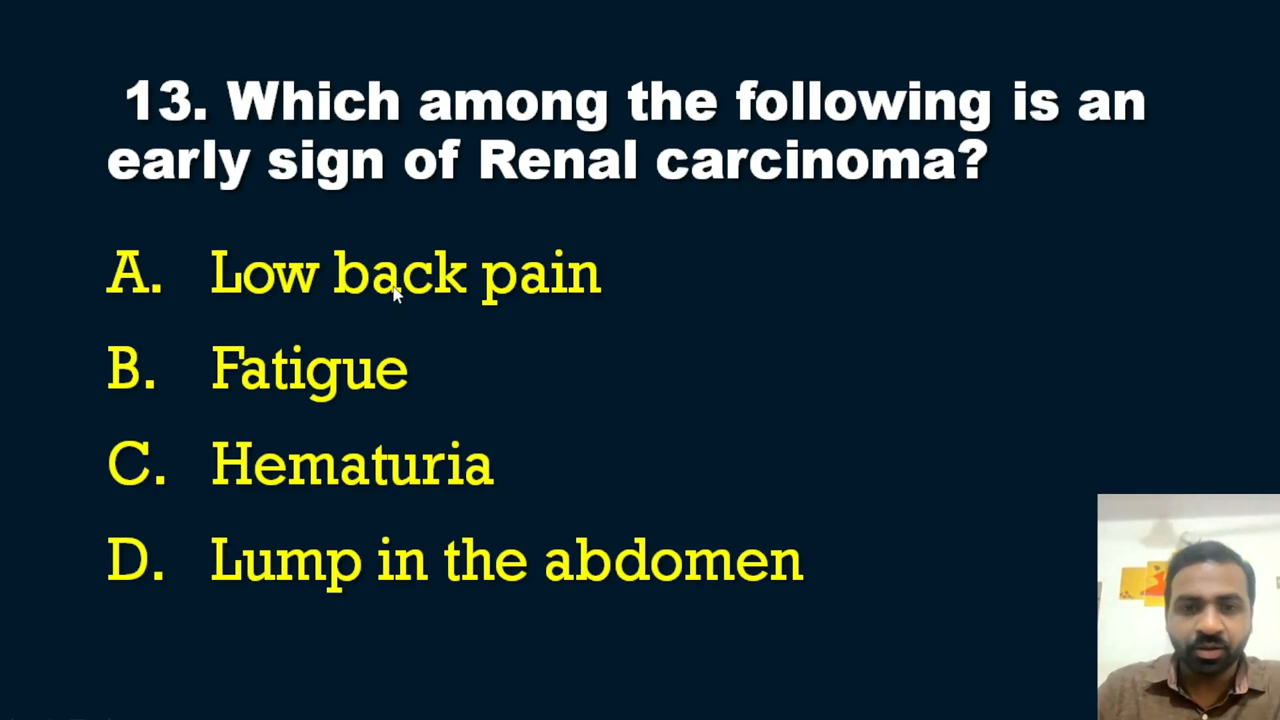 13. Which among the following is an
early sign of Renal carcinoma?
A. Low back pain
B. Fatigue
C. Hematuria
D. Lump in the abdomen